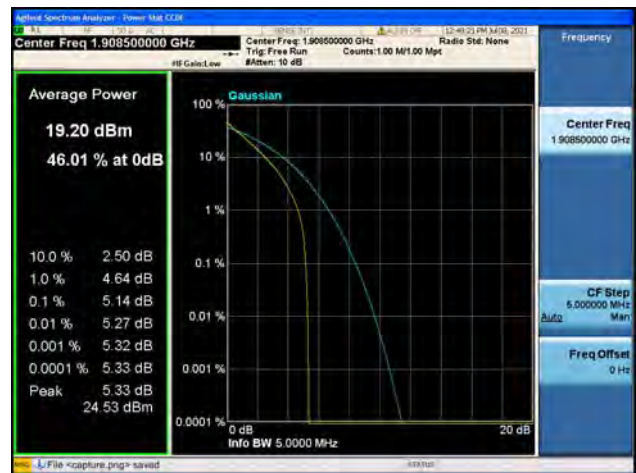 Agilent Spectrum Analyzer - Power Stat CCDF
Center Freq 1.908500000 GHz
Center Freq: 1.908500000 GHz
Radio Std: None
Trig: Free Run
Counts:1.00 M/1.00 Mpt
#IFGain:Low
#Atten: 10 dB
Frequency
Average Power
19.20 dBm
46.01 % at 0dB
10.0 % 2.50 dB
1.0 % 4.64 dB
0.1 % 5.14 dB
0.01 % 5.27 dB
0.001 % 5.32 dB
0.0001 % 5.33 dB
Peak 5.33 dB
24.53 dBm
Gaussian
100 %
10 %
1 %
0.1 %
0.01 %
0.001 %
0.0001 %
0 dB
20 dB
Info BW 5.0000 MHz
Center Freq
1.908500000 GHz
CF Step
5.000000 MHz
Auto Man
Freq Offset
0 Hz
MSG File <capture.png> saved
STATUS